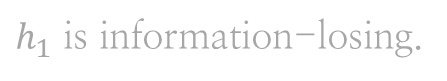 h₁ is information−losing.